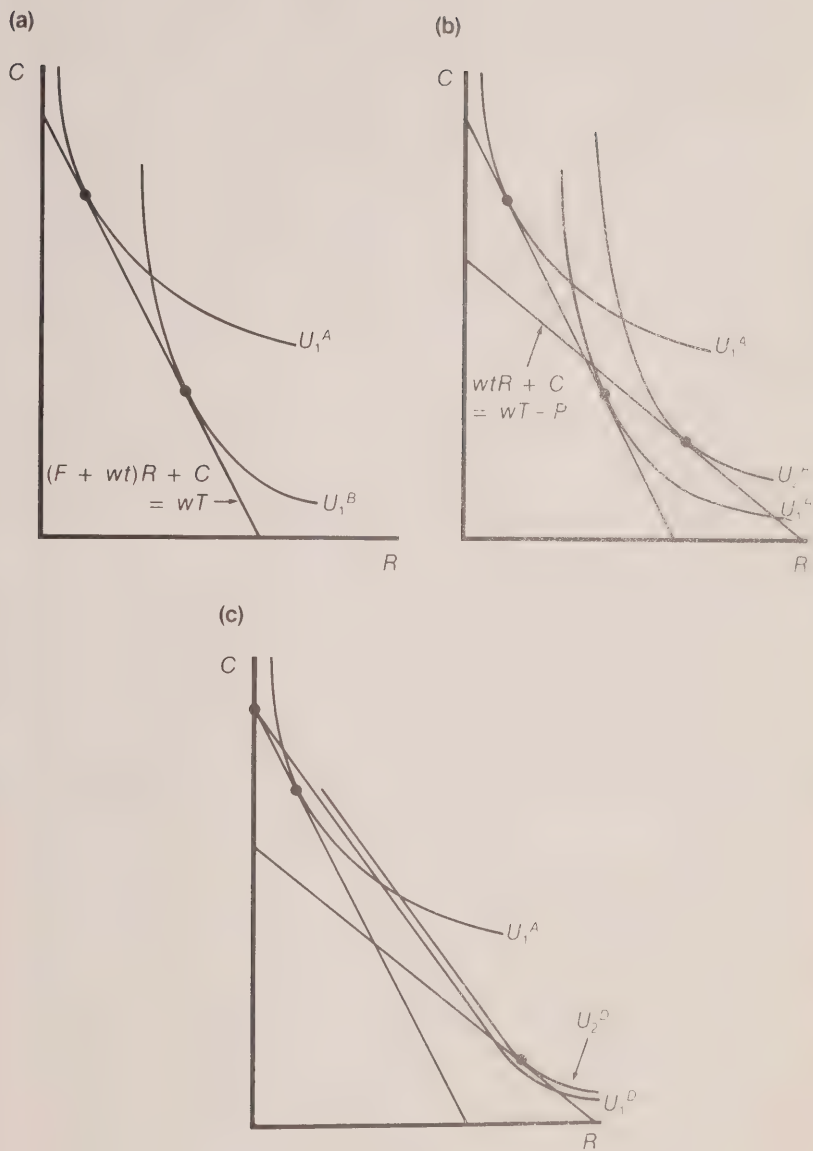 (a)
C
U₁ᴬ
(F + wt)R + C
= wT
U₁ᴮ
R
(b)
C
U₁ᴬ
wtR + C
= wT - P
R
(c)
C
U₁ᴬ
U₂ᴰ
U₁ᴰ
R